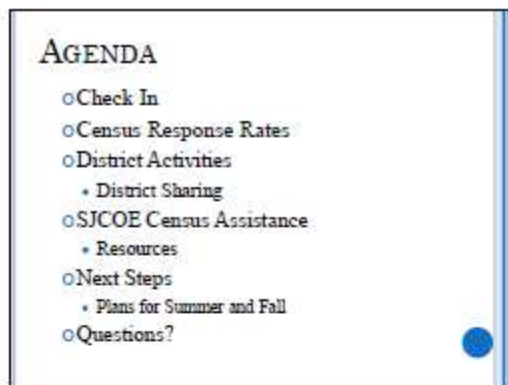 AGENDA
Check In
Census Response Rates
District Activities
District Sharing
SJCOE Census Assistance
Resources
Next Steps
Plans for Summer and Fall
Questions?